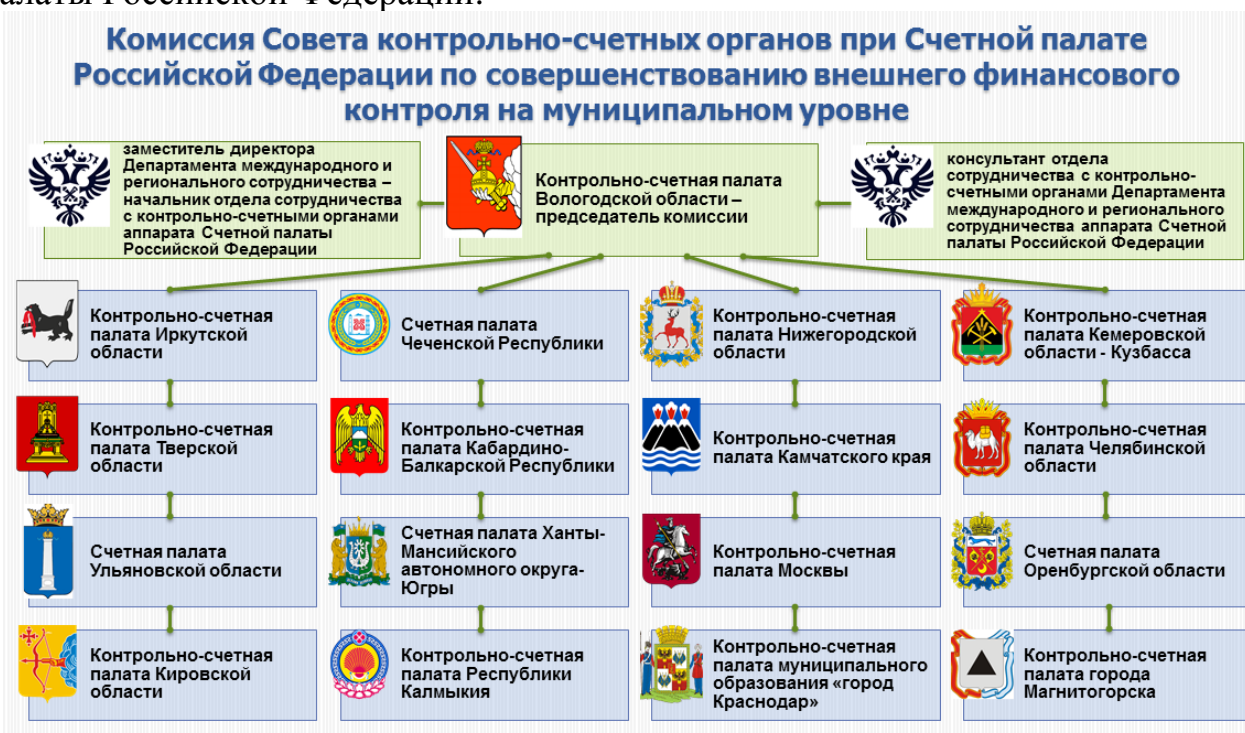 алаты Российской Федерации.
Комиссия Совета контрольно-счетных органов при Счетной палате
Российской Федерации по совершенствованию внешнего финансового
контроля на муниципальном уровне
заместитель директора
Департамента международного и
регионального сотрудничества –
начальник отдела сотрудничества
с контрольно-счетными органами
аппарата Счетной палаты
Российской Федерации
Контрольно-счетная палата
Вологодской области –
председатель комиссии
консультант отдела
сотрудничества с контрольно-
счетными органами Департамента
международного и регионального
сотрудничества аппарата Счетной
палаты Российской Федерации
Контрольно-счетная
палата Иркутской
области
Счетная палата
Чеченской Республики
Контрольно-счетная
палата Нижегородской
области
Контрольно-счетная
палата Кемеровской
области - Кузбасса
Контрольно-счетная
палата Тверской
области
Контрольно-счетная
палата Кабардино-
Балкарской Республики
Контрольно-счетная
палата Камчатского края
Контрольно-счетная
палата Челябинской
области
Счетная палата
Ульяновской области
Счетная палата Ханты-
Мансийского
автономного округа-
Югры
Контрольно-счетная
палата Москвы
Счетная палата
Оренбургской области
Контрольно-счетная
палата Кировской
области
Контрольно-счетная
палата Республики
Калмыкия
Контрольно-счетная
палата муниципального
образования «город
Краснодар»
Контрольно-счетная
палата города
Магнитогорска